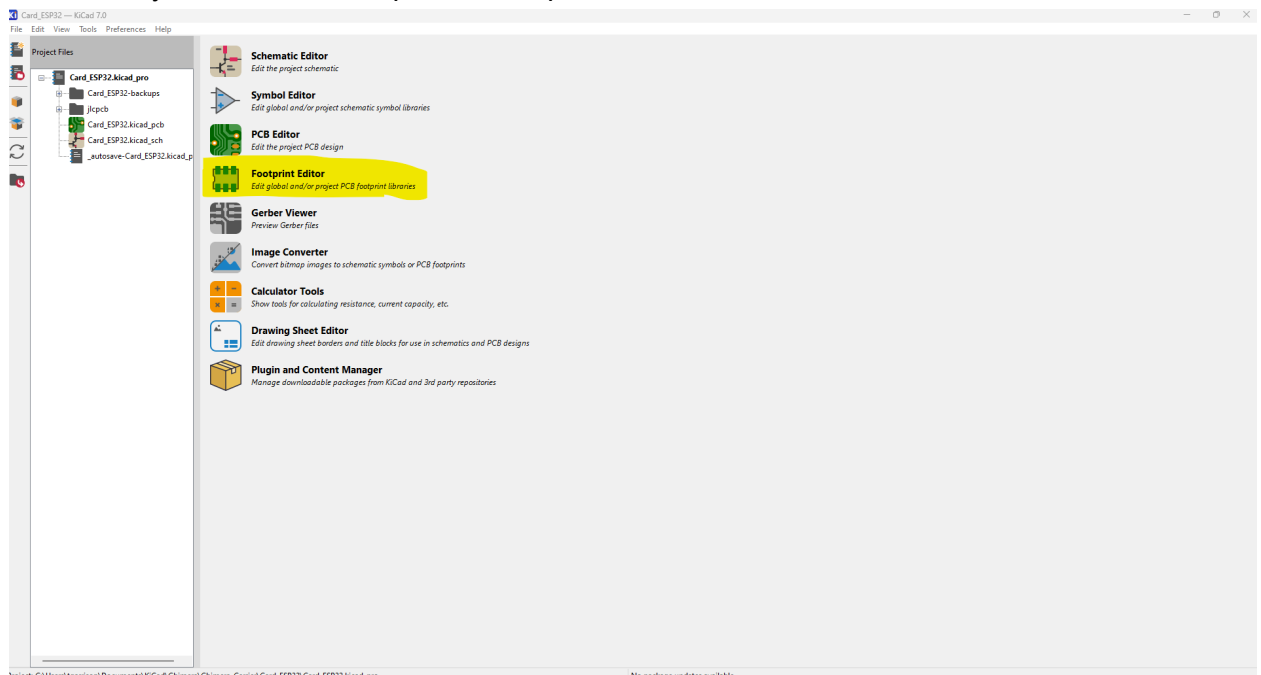 Card_ESP32 — KiCad 7.0
File Edit View Tools Preferences Help
Project Files
Card_ESP32.kicad_pro
Card_ESP32-backups
jlcpcb
Card_ESP32.kicad_pcb
Card_ESP32.kicad_sch
_autosave-Card_ESP32.kicad_p
Schematic Editor
Edit the project schematic
Symbol Editor
Edit global and/or project schematic symbol libraries
PCB Editor
Edit the project PCB design
Footprint Editor
Edit global and/or project PCB footprint libraries
Gerber Viewer
Preview Gerber files
Image Converter
Convert bitmap images to schematic symbols or PCB footprints
Calculator Tools
Show tools for calculating resistance, current capacity, etc.
Drawing Sheet Editor
Edit drawing sheet borders and title blocks for use in schematics and PCB designs
Plugin and Content Manager
Manage downloadable packages from KiCad and 3rd party repositories